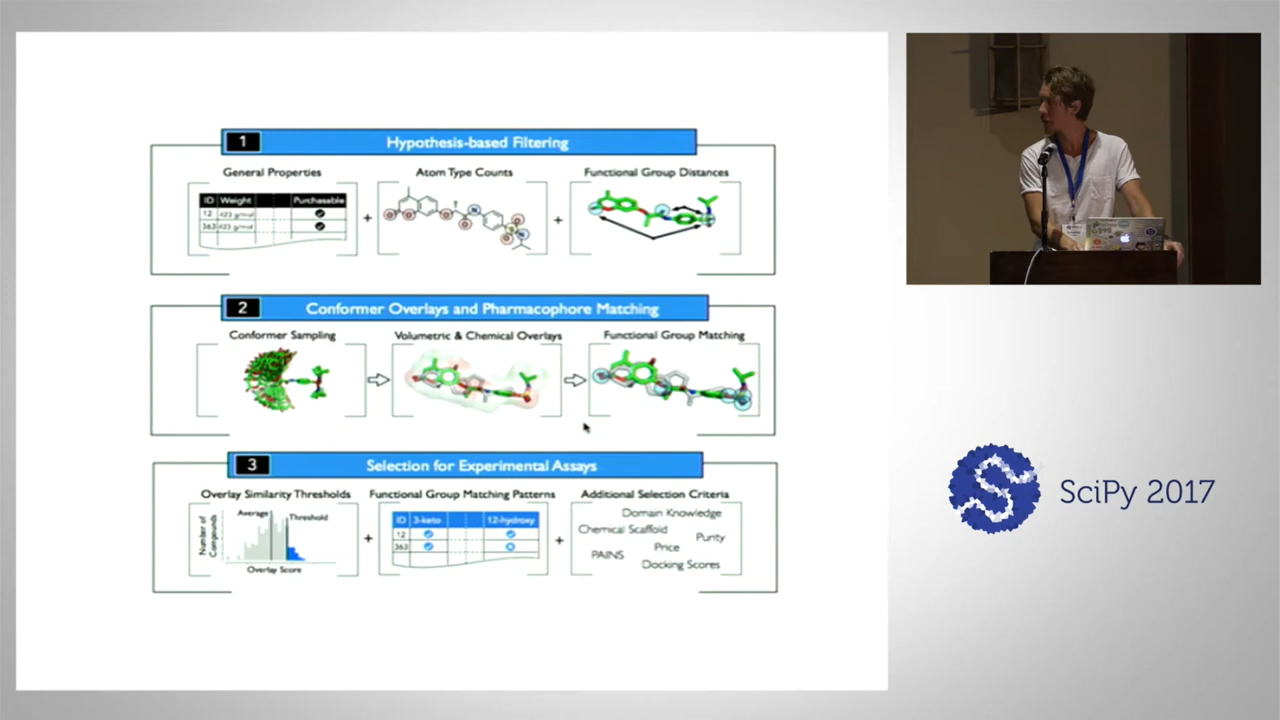 1
Hypothesis-based Filtering
General Properties
Atom Type Counts
Functional Group Distances
ID Weight Purchasable
12 423 g/mol
363 423 g/mol
+
+
2
Conformer Overlays and Pharmacophore Matching
Conformer Sampling
Volumetric & Chemical Overlays
Functional Group Matching
3
Selection for Experimental Assays
Overlay Similarity Thresholds
Functional Group Matching Patterns
Additional Selection Criteria
Number of
Compounds
Average
Threshold
Overlay Score
+
ID 3-keto 12-hydroxy
12
363
+
Domain Knowledge
Chemical Scaffold
Purity
Price
PAINS
Docking Scores
SciPy 2017